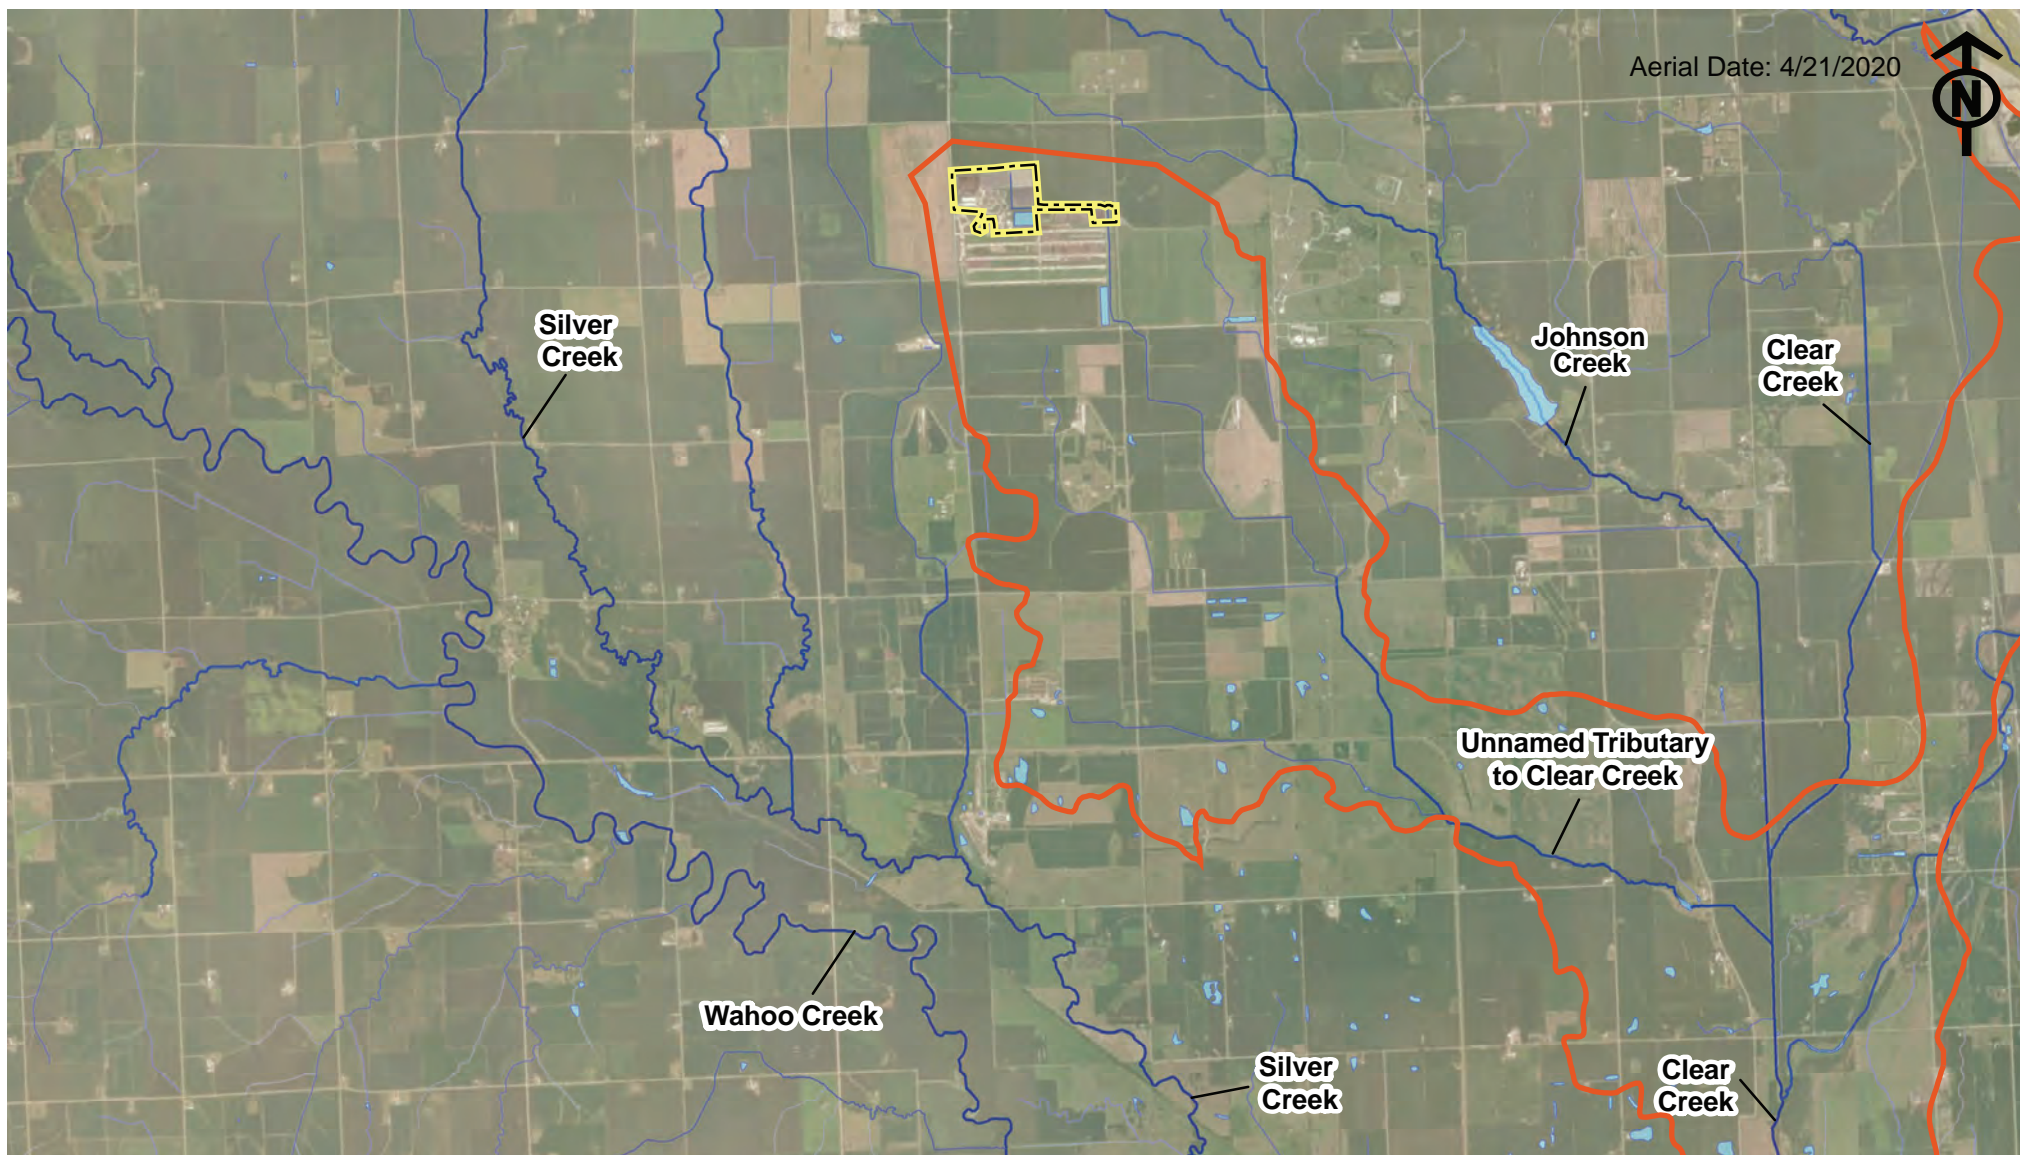 Aerial Date: 4/21/2020
N
Silver
Creek
Johnson
Creek
Clear
Creek
Unnamed Tributary
to Clear Creek
Wahoo Creek
Silver
Creek
Clear
Creek